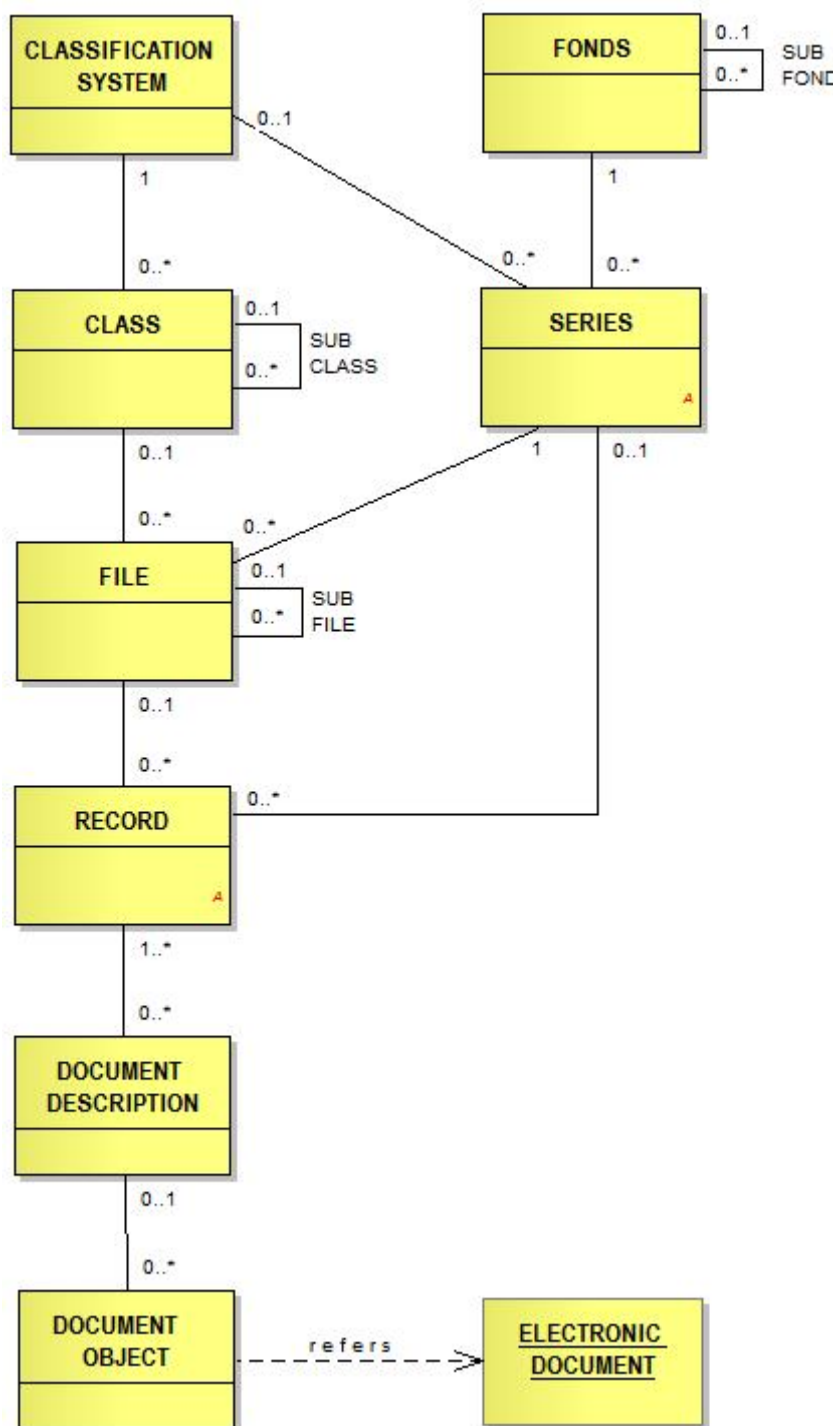 CLASSIFICATION
SYSTEM
FONDS
0..1
0..*
SUB
FOND
0..1
1
1
0..*
0..*
0..*
CLASS
0..1
0..*
SUB
CLASS
SERIES
A
0..1
1
0..1
0..*
0..*
FILE
0..1
0..*
SUB
FILE
0..1
0..*
0..*
RECORD
A
1..*
0..*
DOCUMENT
DESCRIPTION
0..1
0..*
DOCUMENT
OBJECT
refers
ELECTRONIC
DOCUMENT